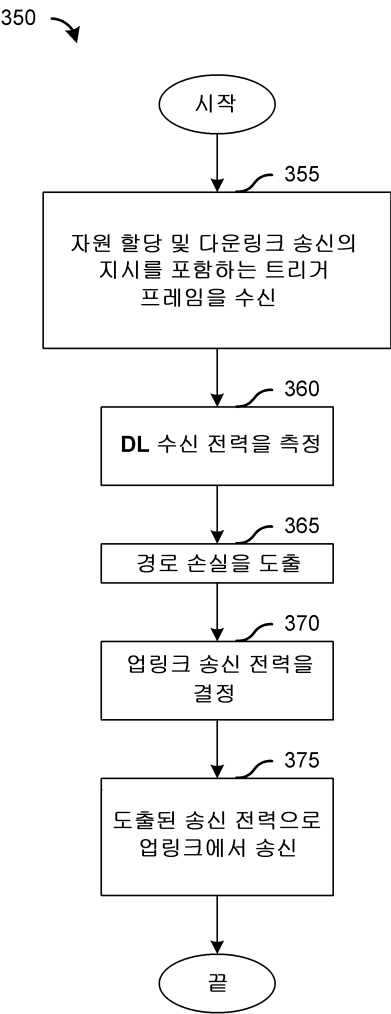 350
시작
355
자원 할당 및 다운링크 송신의
지시를 포함하는 트리거
프레임을 수신
360
DL 수신 전력을 측정
365
경로 손실을 도출
370
업링크 송신 전력을
결정
375
도출된 송신 전력으로
업링크에서 송신
끝